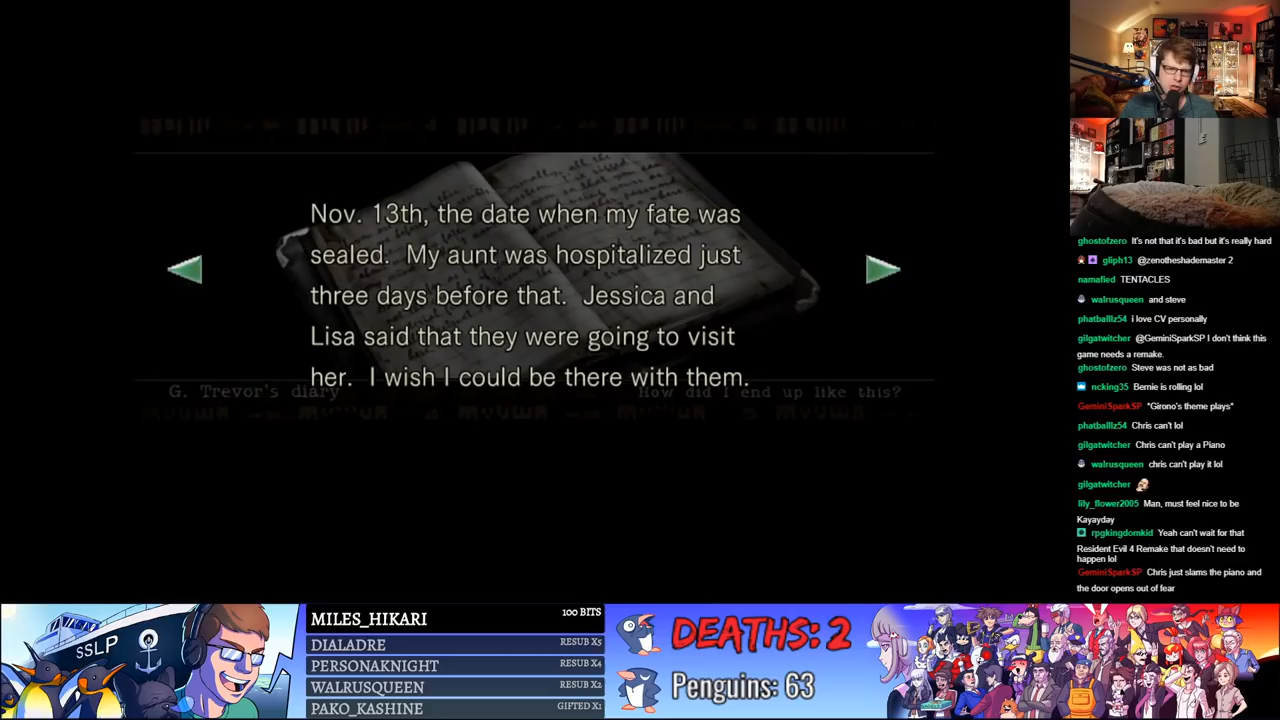 Nov. 13th, the date when my fate was
sealed.  My aunt was hospitalized just
three days before that.  Jessica and
Lisa said that they were going to visit
her.  I wish I could be there with them.
G. Trevor's diary
How did I end up like this?
ghostofzero It's not that it's bad but it's really hard
gliph13 @zenotheshademaster 2
namafied TENTACLES
walrusqueen and steve
phatballlz54 i love CV personally
gilgatwitcher @GeminiSparkSP I don't think this
game needs a remake.
ghostofzero Steve was not as bad
ncking35 Bernie is rolling lol
GeminiSparkSP *Girono's theme plays*
phatballlz54 Chris can't lol
gilgatwitcher Chris can't play a Piano
walrusqueen chris can't play it lol
gilgatwitcher
lily_flower2005 Man, must feel nice to be
Kayayday
rpgkingdomkid Yeah can't wait for that
Resident Evil 4 Remake that doesn't need to
happen lol
GeminiSparkSP Chris just slams the piano and
the door opens out of fear
SSLP
MILES_HIKARI 100 BITS
DIALADRE RESUB X5
PERSONAKNIGHT RESUB X4
WALRUSQUEEN RESUB X2
PAKO_KASHINE GIFTED X1
DEATHS: 2
Penguins: 63